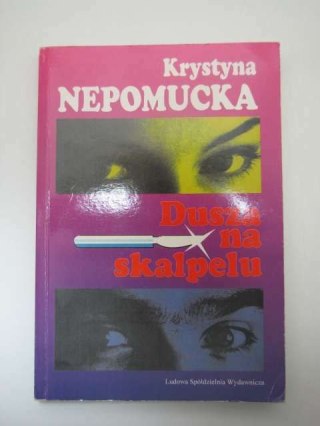 Krystyna
NEPOMUCKA
Dusza
na
skalpelu
Ludowa Spółdzielnia Wydawnicza